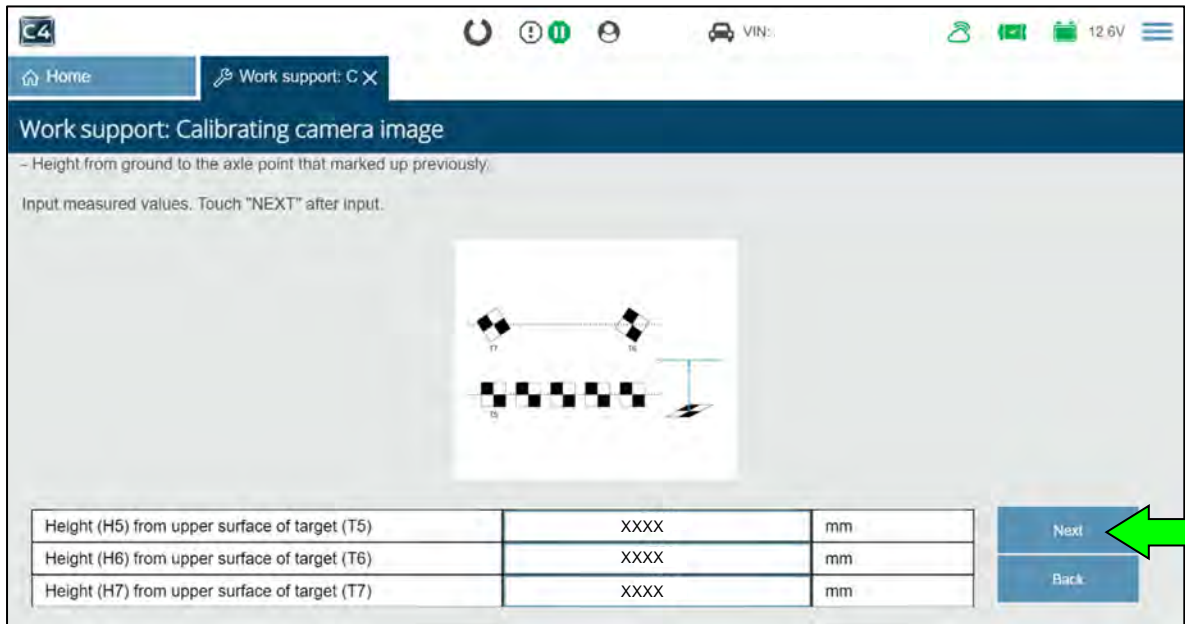 C4
VIN:
12.6V
Home
Work support: C X
Work support: Calibrating camera image
– Height from ground to the axle point that marked up previously.
Input measured values. Touch "NEXT" after input.
T7
T6
T5
Height (H5) from upper surface of target (T5) XXXX mm
Height (H6) from upper surface of target (T6) XXXX mm
Height (H7) from upper surface of target (T7) XXXX mm
Next
Back